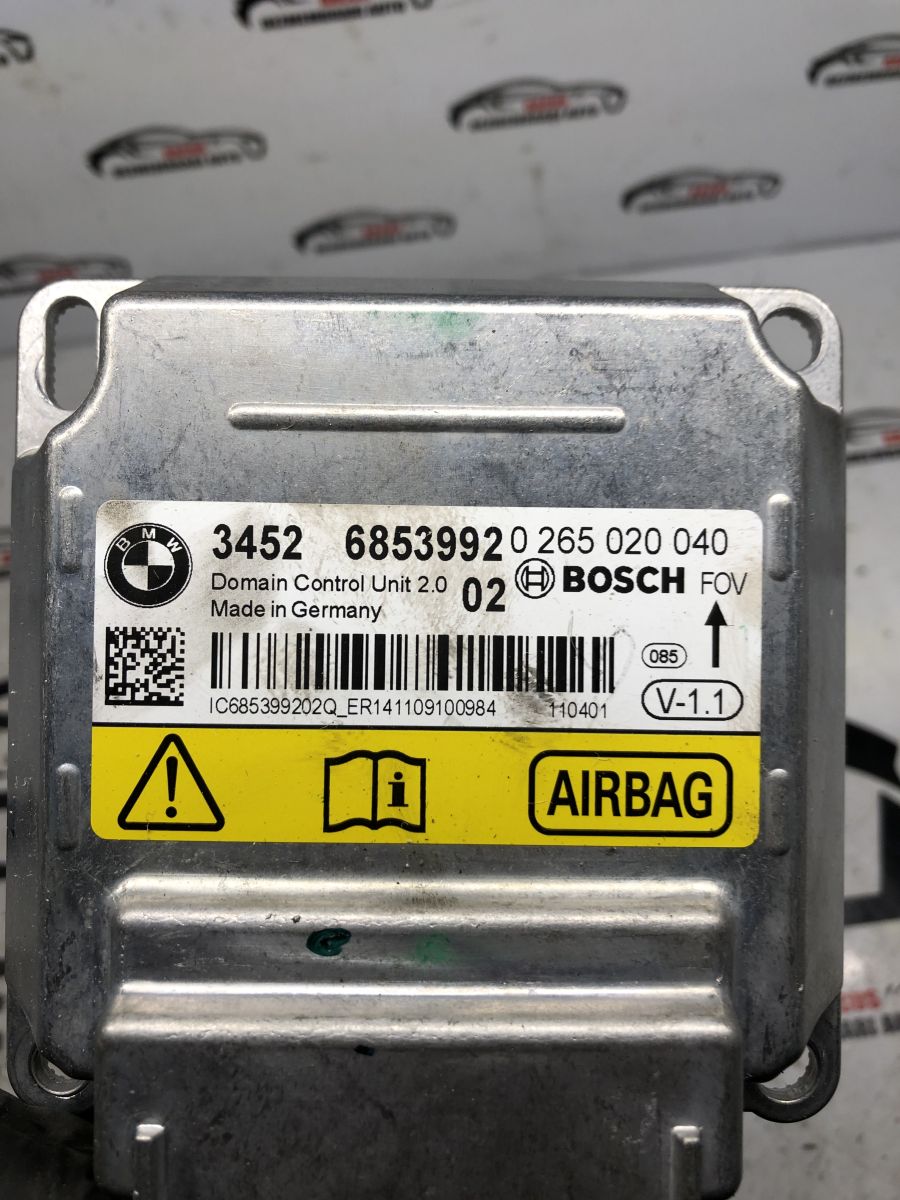 BMW
3452 6853992 0 265 020 040
Domain Control Unit 2.0 02 BOSCH FOV
Made in Germany
085
IC685399202Q_ER141109100984 110401 V-1.1
AIRBAG